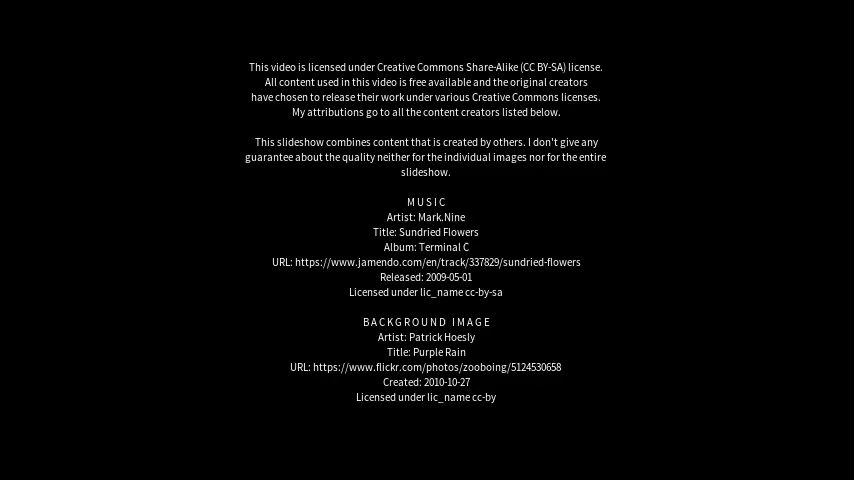 This video is licensed under Creative Commons Share-Alike (CC BY-SA) license.
All content used in this video is free available and the original creators
have chosen to release their work under various Creative Commons licenses.
My attributions go to all the content creators listed below.
This slideshow combines content that is created by others. I don't give any
guarantee about the quality neither for the individual images nor for the entire
slideshow.
MUSIC
Artist: Mark.Nine
Title: Sundried Flowers
Album: Terminal C
URL: https://www.jamendo.com/en/track/337829/sundried-flowers
Released: 2009-05-01
Licensed under lic_name cc-by-sa
BACKGROUND IMAGE
Artist: Patrick Hoesly
Title: Purple Rain
URL: https://www.flickr.com/photos/zooboing/5124530658
Created: 2010-10-27
Licensed under lic_name cc-by